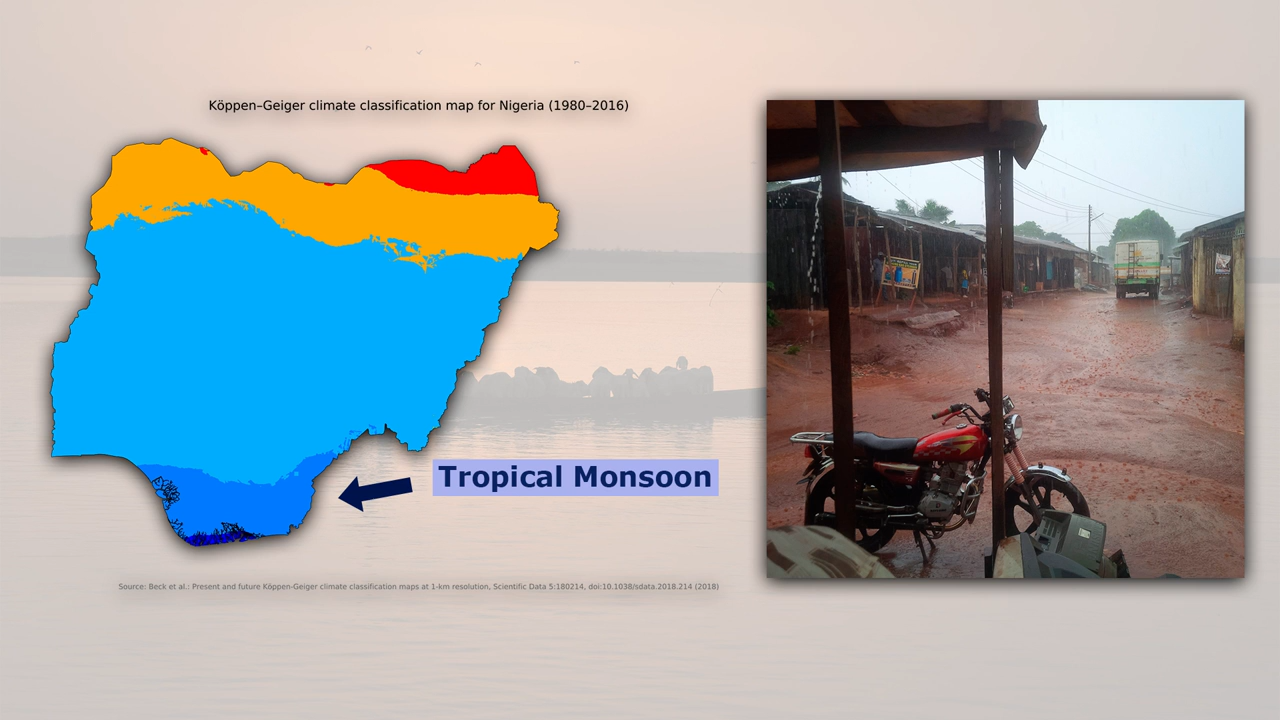 Köppen–Geiger climate classification map for Nigeria (1980–2016)
Tropical Monsoon
Source: Beck et al.: Present and future Köppen-Geiger climate classification maps at 1-km resolution, Scientific Data 5:180214, doi:10.1038/sdata.2018.214 (2018)